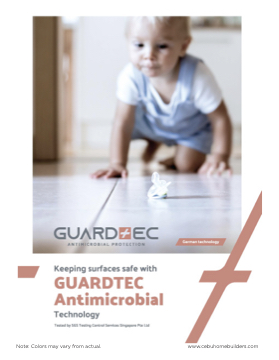 GUARDTEC
ANTIMICROBIAL PROTECTION
German technology
Keeping surfaces safe with
GUARDTEC
Antimicrobial
Technology
Tested by SGS Testing Control Services Singapore Pte Ltd
Note: Colors may vary from actual.
www.cebuhomebuilders.com